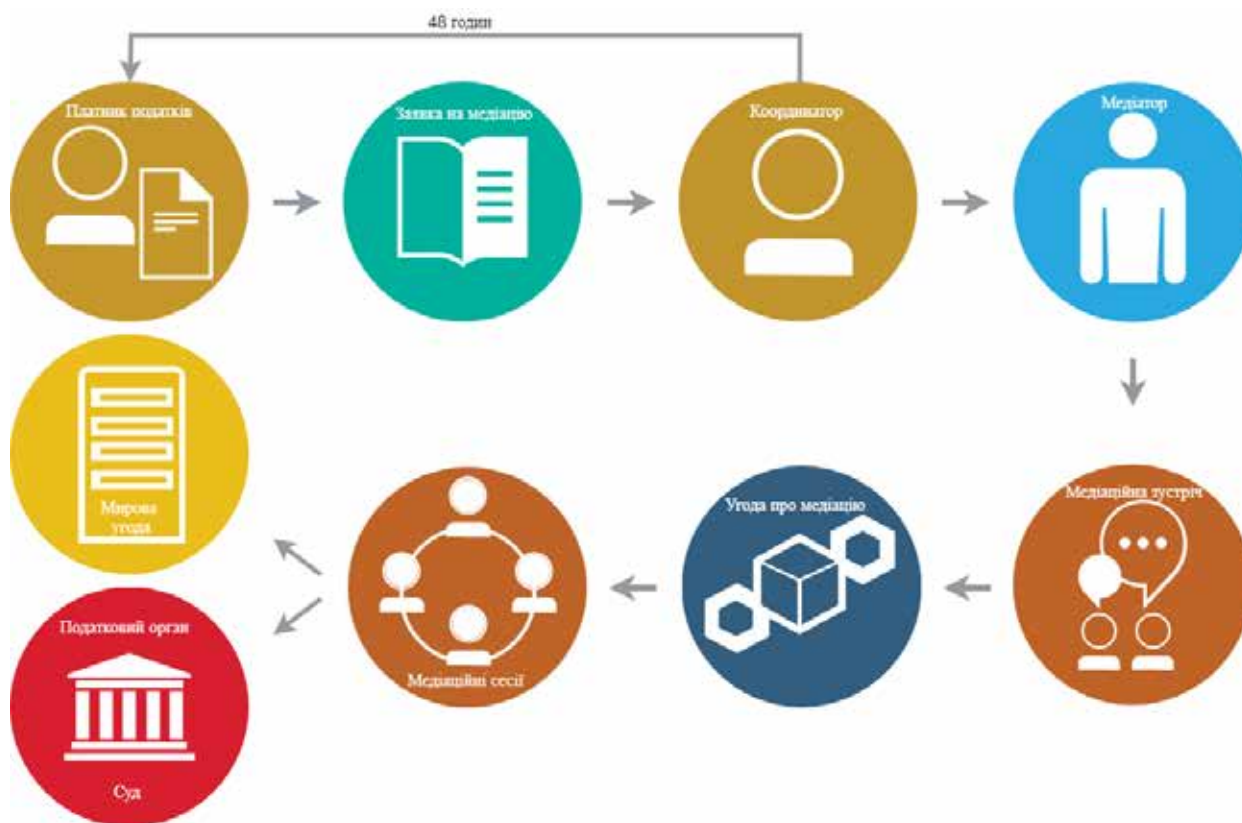 48 годин
Платник податків
Заявка на медіацію
Координатор
Медіатор
Медіаційна зустріч
Угода про медіацію
Медіаційні сесії
Мирова
угода
Податковий орган
Суд